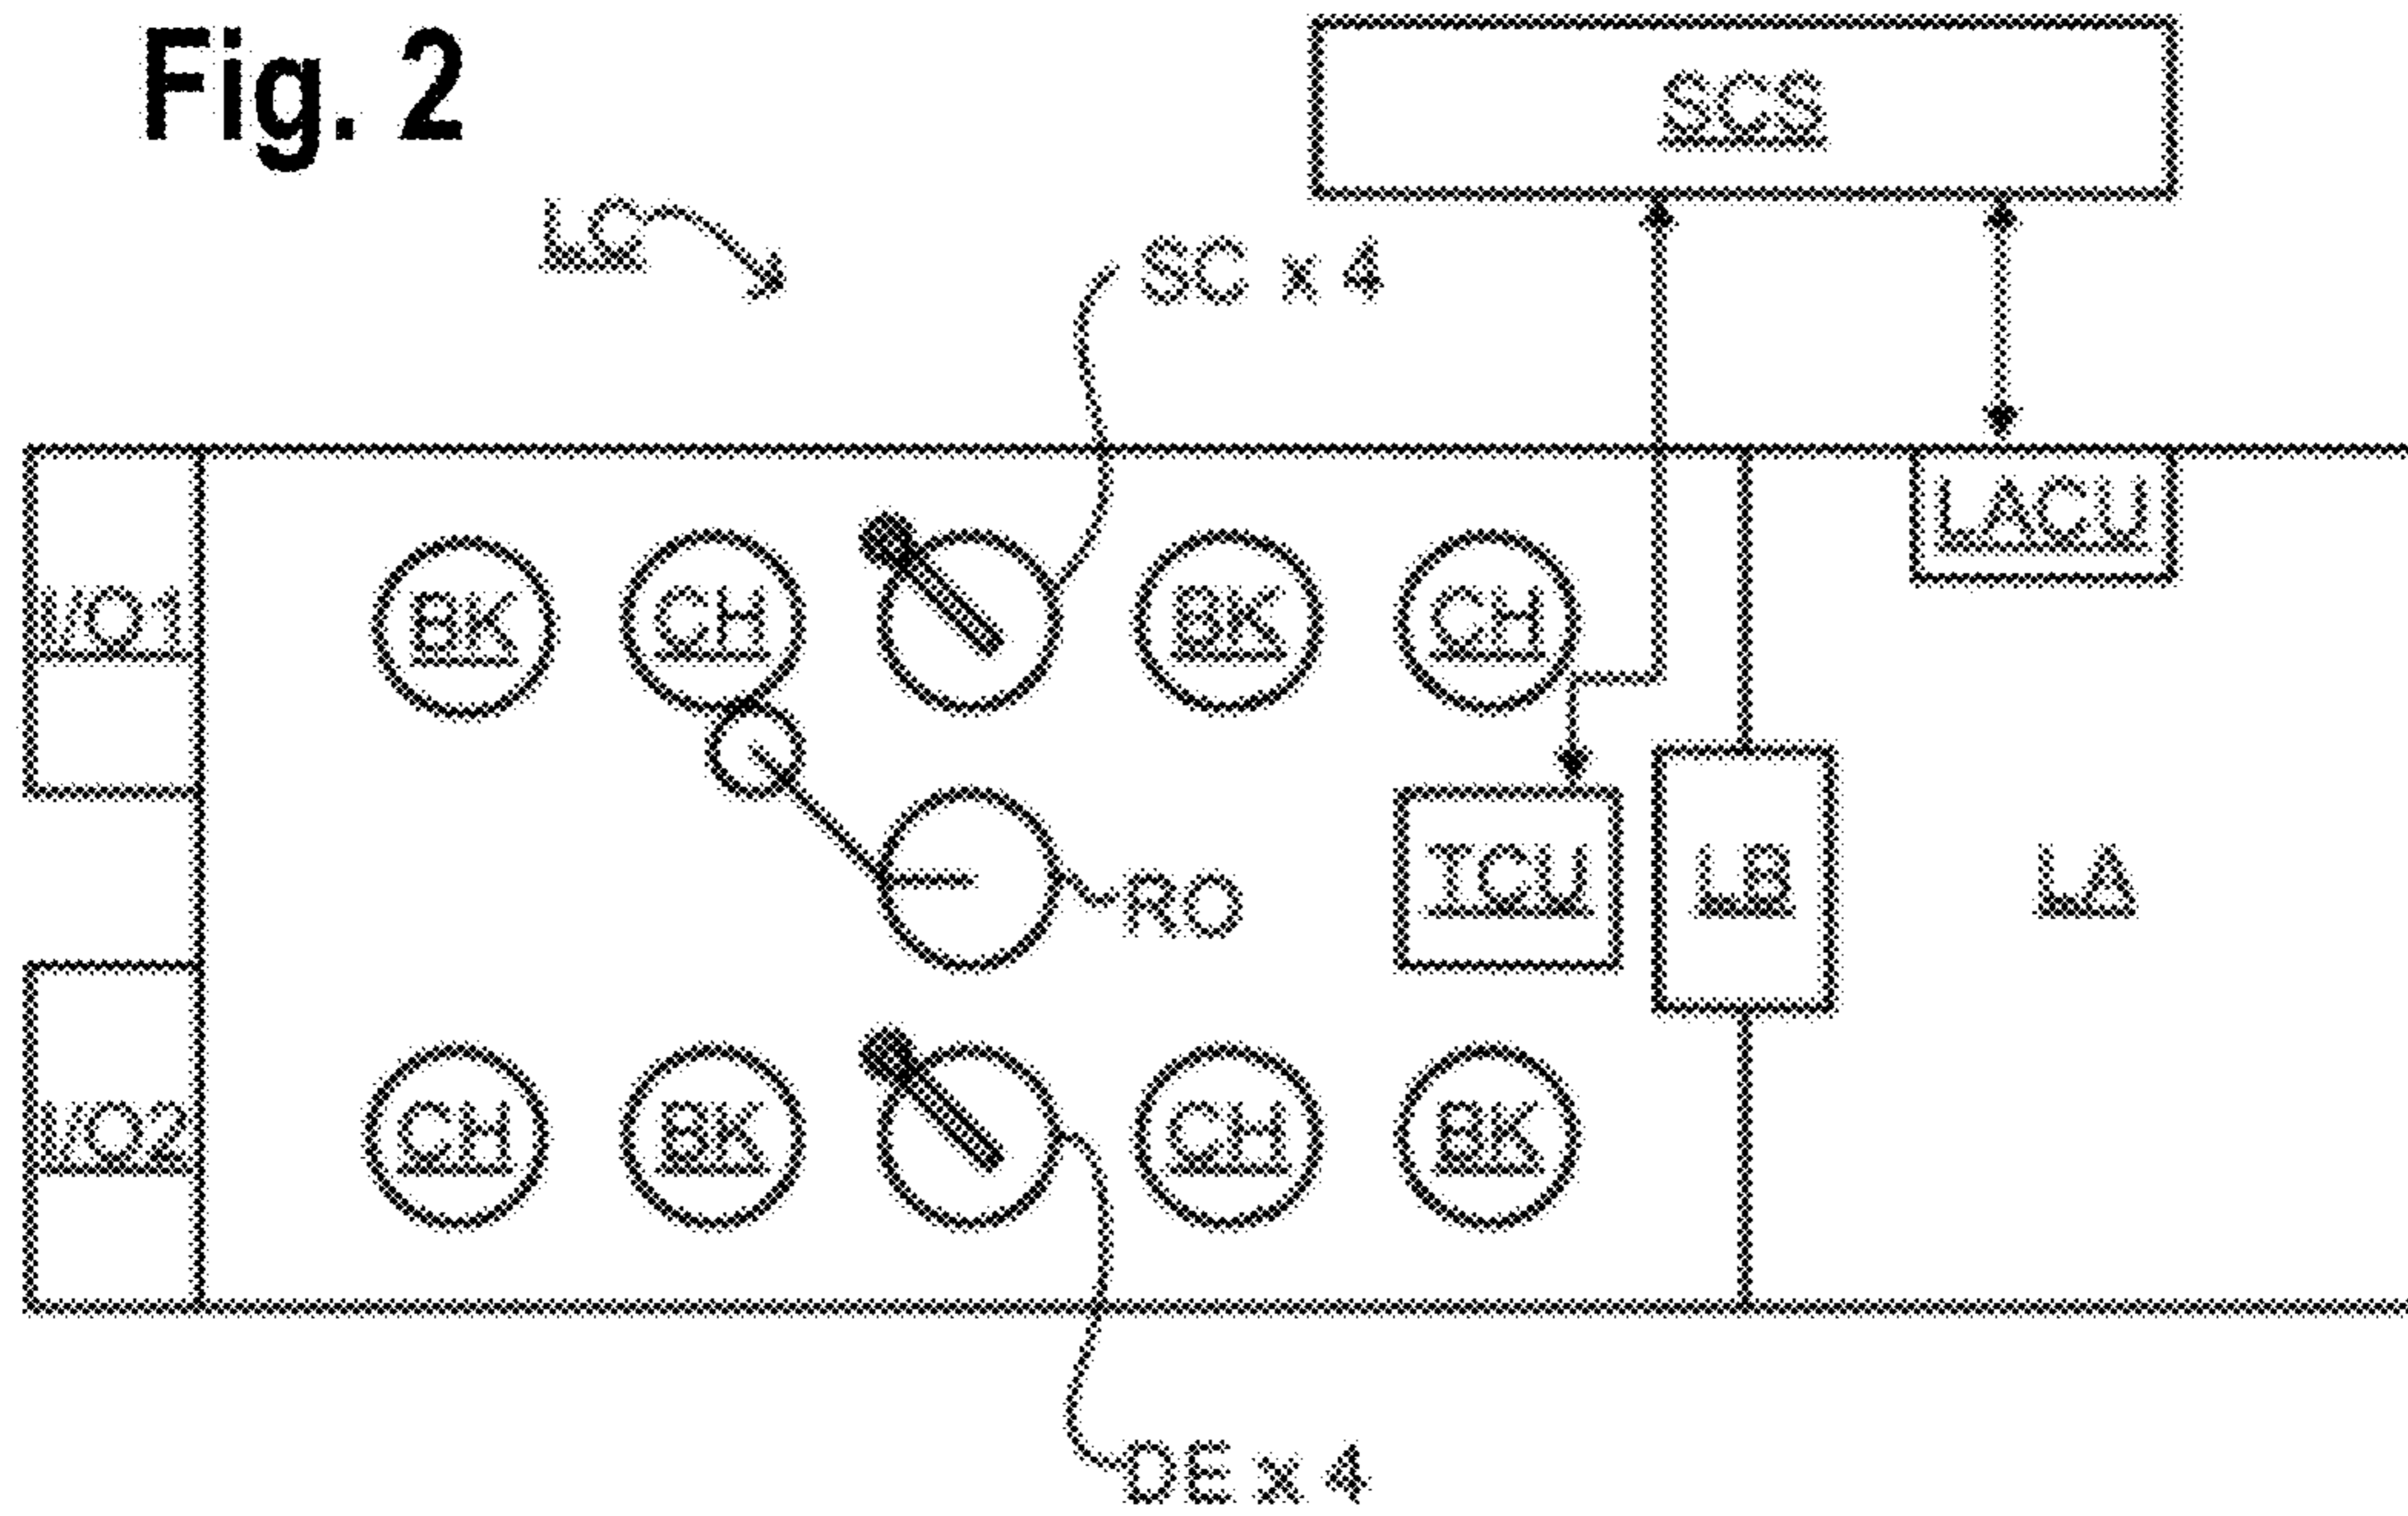 Fig. 2
SCS
LC
SC x 4
LACU
I/O1
BK
CH
BK
CH
RO
TCU
LB
LA
I/O2
CH
BK
CH
BK
DE x 4